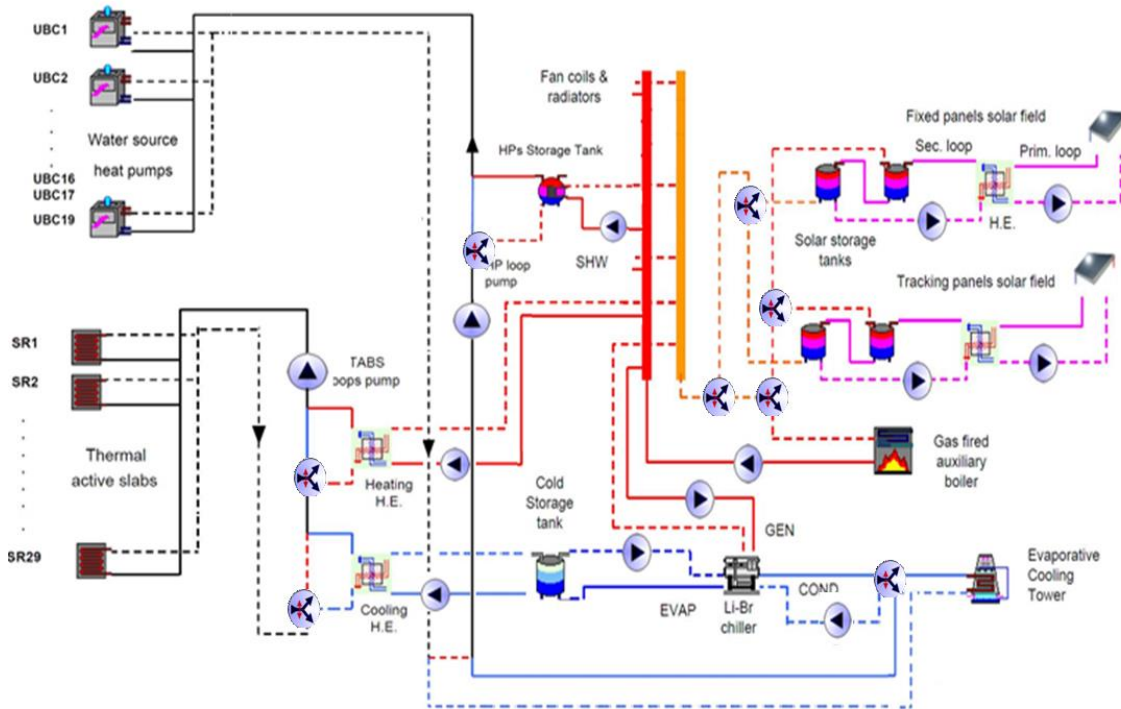 UBC1
UBC2
Water source
heat pumps
UBC16
UBC17
UBC19
SR1
SR2
Thermal
active slabs
SR29
TABS
oops pump
Heating
H.E.
Cooling
H.E.
HPs Storage Tank
HP loop
pump
SHW
Fan coils &
radiators
Cold
Storage
tank
EVAP
Li-Br
chiller
GEN
COND
Fixed panels solar field
Sec. loop
Prim. loop
H.E.
Solar storage
tanks
Tracking panels solar field
Gas fired
auxiliary
boiler
Evaporative
Cooling
Tower